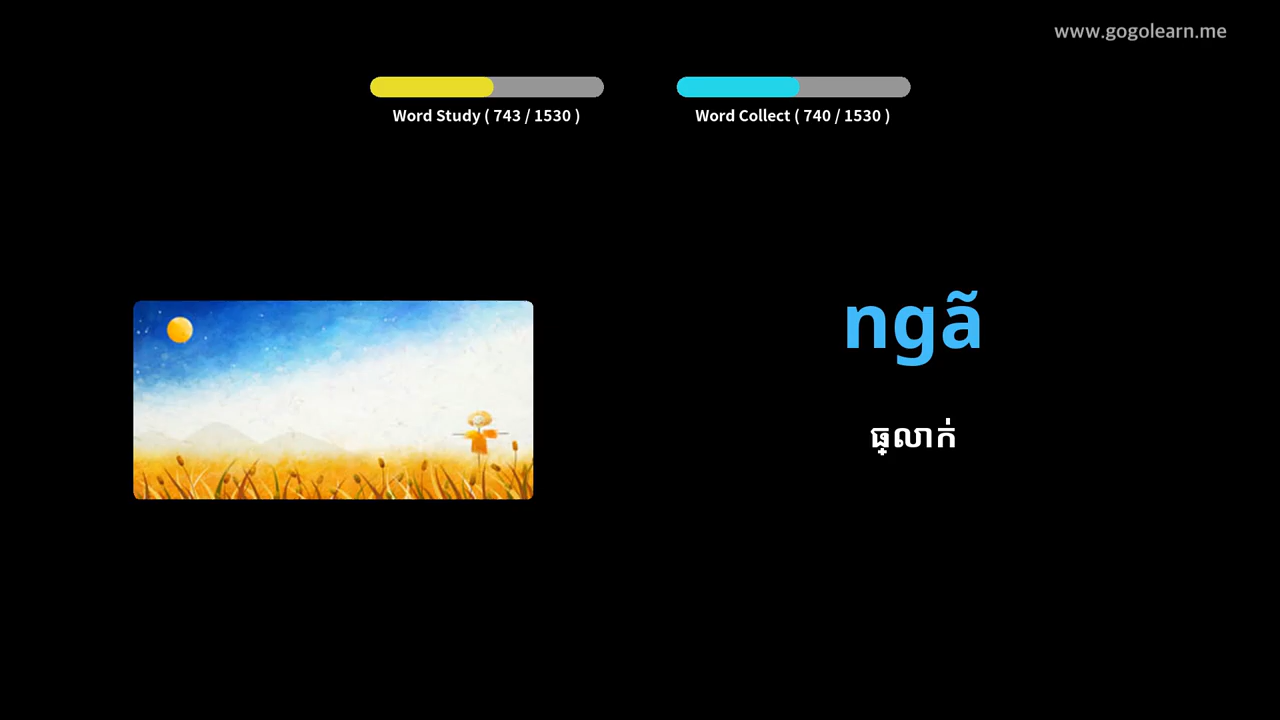 www.gogolearn.me
Word Study ( 743 / 1530 )
Word Collect ( 740 / 1530 )
ngã
ធ្លាក់